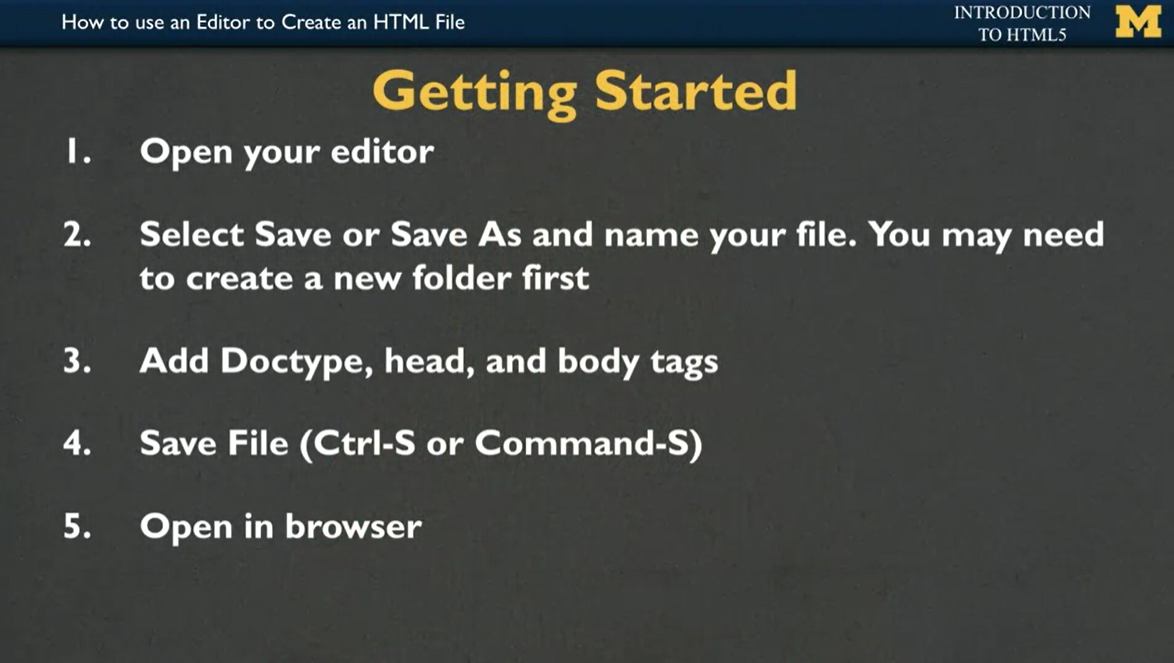 How to use an Editor to Create an HTML File
INTRODUCTION
TO HTML5
M
Getting Started
1. Open your editor
2. Select Save or Save As and name your file. You may need
to create a new folder first
3. Add Doctype, head, and body tags
4. Save File (Ctrl-S or Command-S)
5. Open in browser